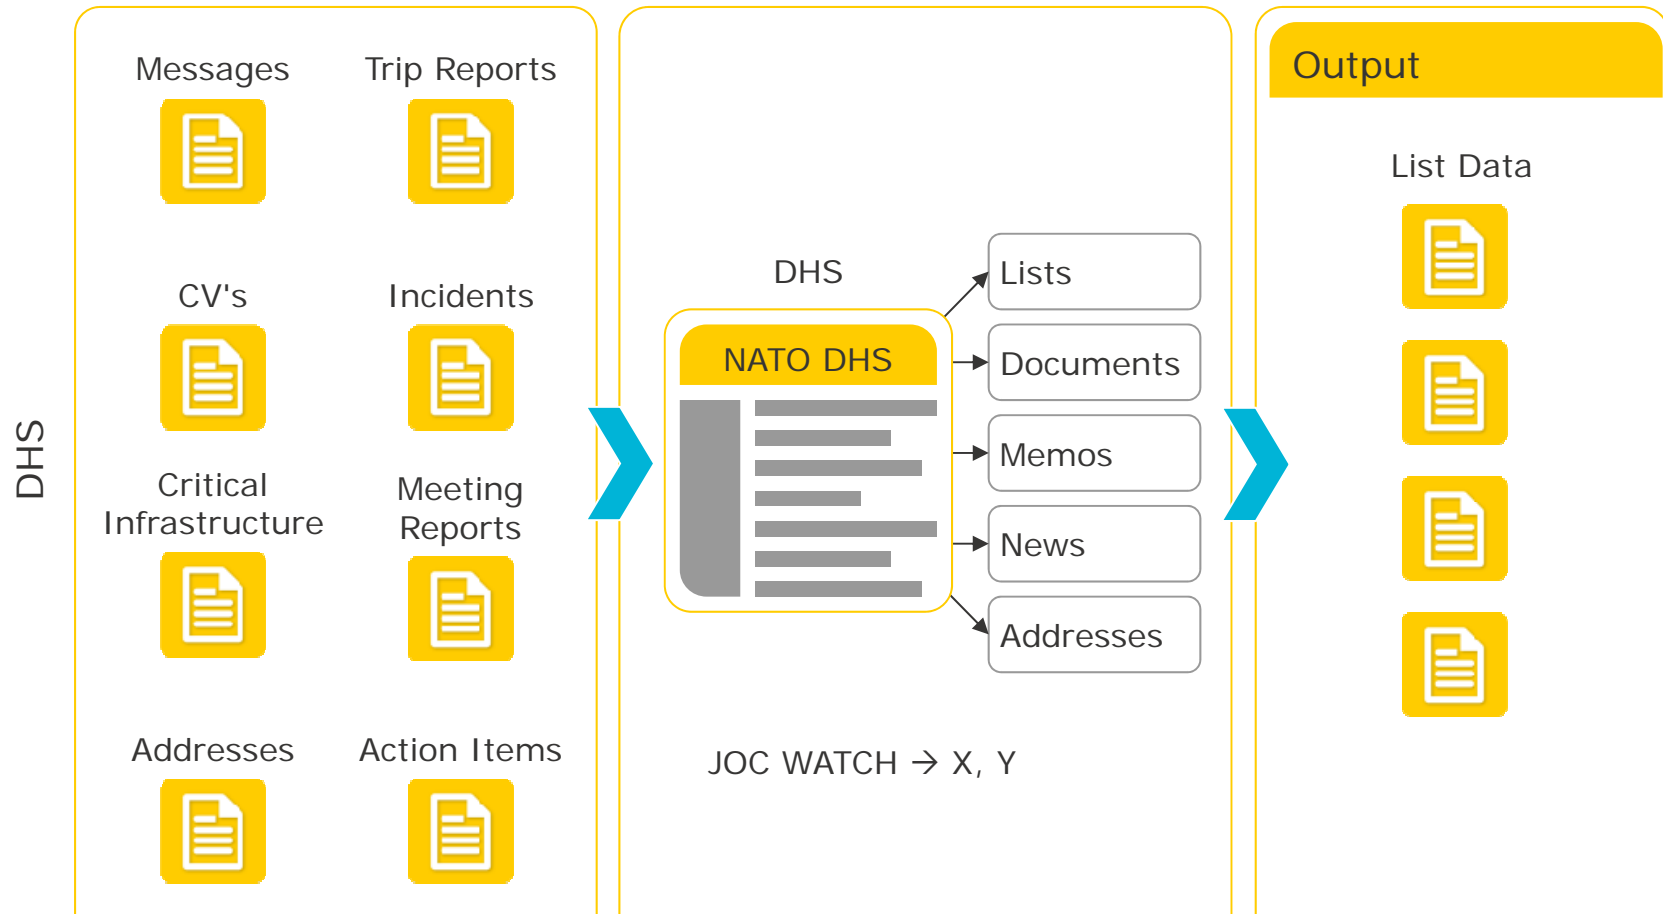 DHS
Messages
Trip Reports
CV's
Incidents
Critical
Infrastructure
Meeting
Reports
Addresses
Action Items
DHS
NATO DHS
Lists
Documents
Memos
News
Addresses
JOC WATCH → X, Y
Output
List Data